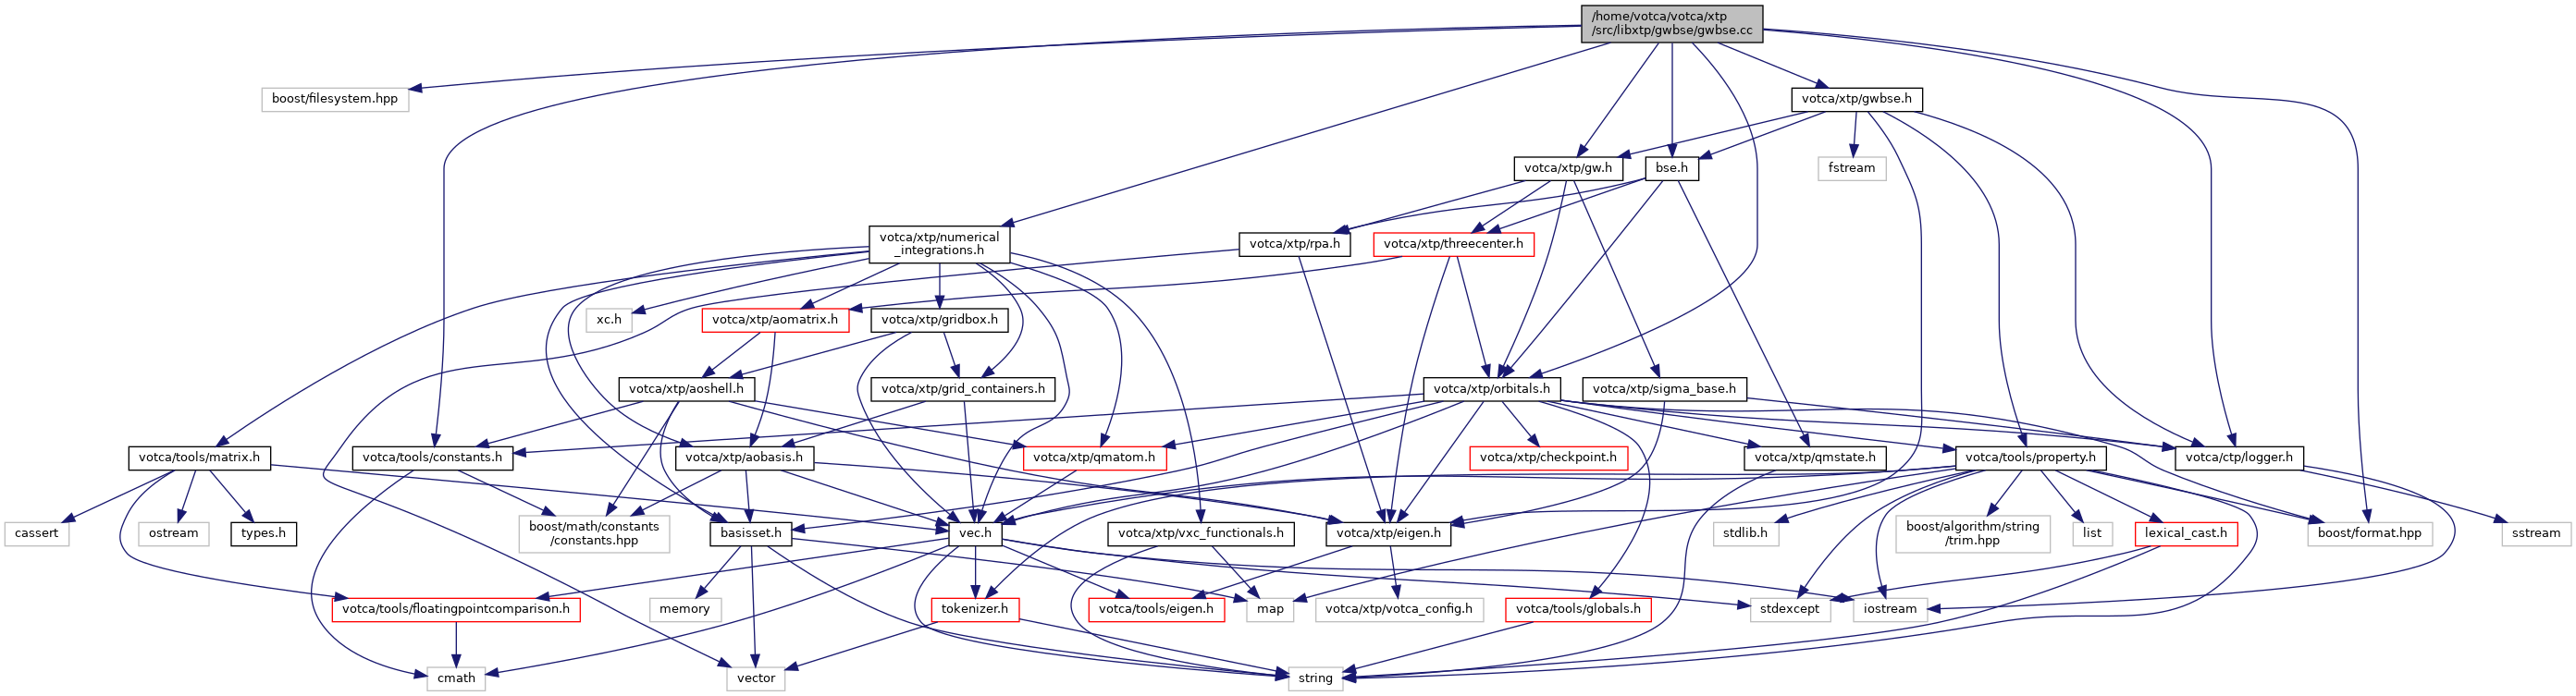 /home/votca/votca/xtp
/src/libxtp/gwbse/gwbse.cc
boost/filesystem.hpp
votca/xtp/gwbse.h
votca/xtp/gw.h
bse.h
fstream
votca/xtp/numerical
_integrations.h
votca/xtp/rpa.h
votca/xtp/threecenter.h
xc.h
votca/xtp/aomatrix.h
votca/xtp/gridbox.h
votca/xtp/aoshell.h
votca/xtp/grid_containers.h
votca/xtp/orbitals.h
votca/xtp/sigma_base.h
votca/tools/matrix.h
votca/tools/constants.h
votca/xtp/aobasis.h
votca/xtp/qmatom.h
votca/xtp/checkpoint.h
votca/xtp/qmstate.h
votca/tools/property.h
votca/ctp/logger.h
cassert
ostream
types.h
boost/math/constants
/constants.hpp
basisset.h
vec.h
votca/xtp/vxc_functionals.h
votca/xtp/eigen.h
stdlib.h
boost/algorithm/string
/trim.hpp
list
lexical_cast.h
boost/format.hpp
sstream
votca/tools/floatingpointcomparison.h
memory
tokenizer.h
votca/tools/eigen.h
map
votca/xtp/votca_config.h
votca/tools/globals.h
stdexcept
iostream
cmath
vector
string